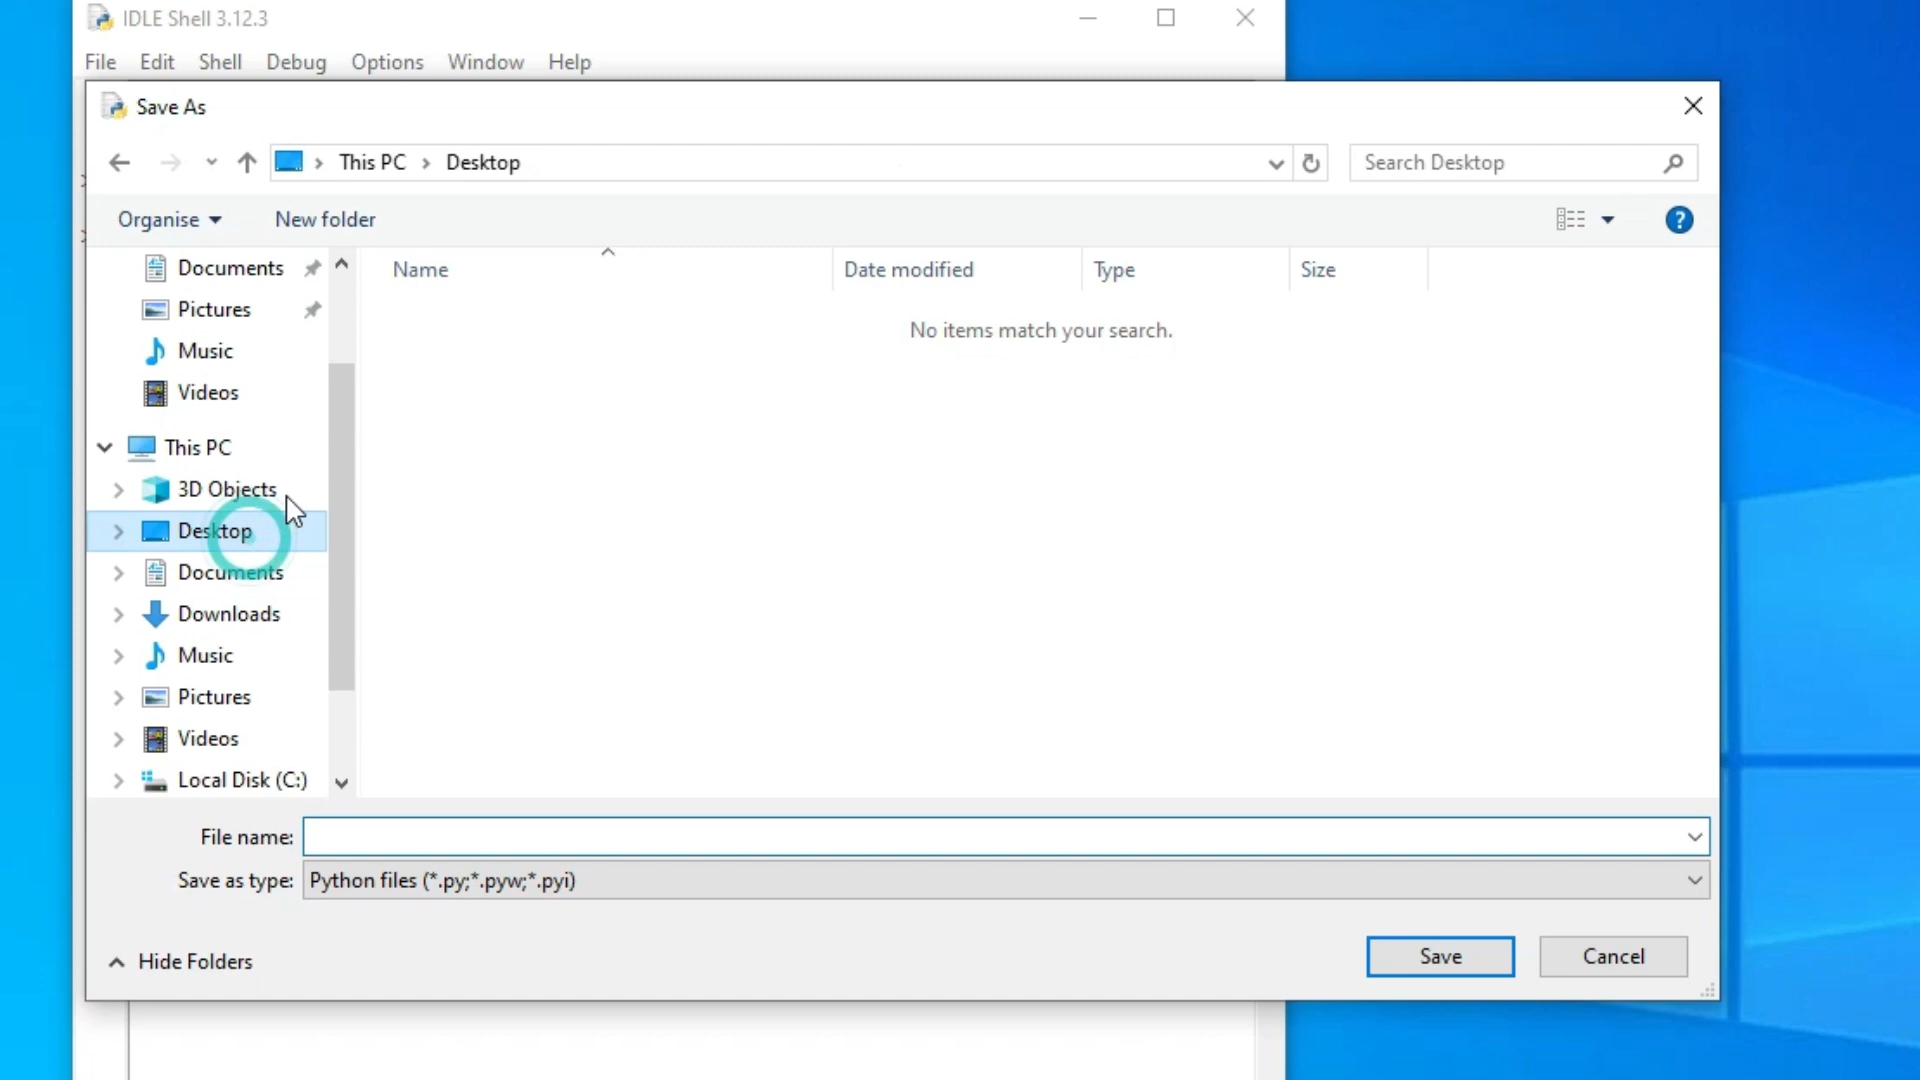 IDLE Shell 3.12.3
File Edit Shell Debug Options Window Help
Save As
This PC Desktop
Search Desktop
Organise New folder
?
Name Date modified Type Size
No items match your search.
Documents
Pictures
Music
Videos
This PC
3D Objects
Desktop
Documents
Downloads
Music
Pictures
Videos
Local Disk (C:)
File name:
Save as type: Python files (*.py;*.pyw;*.pyi)
Hide Folders
Save Cancel